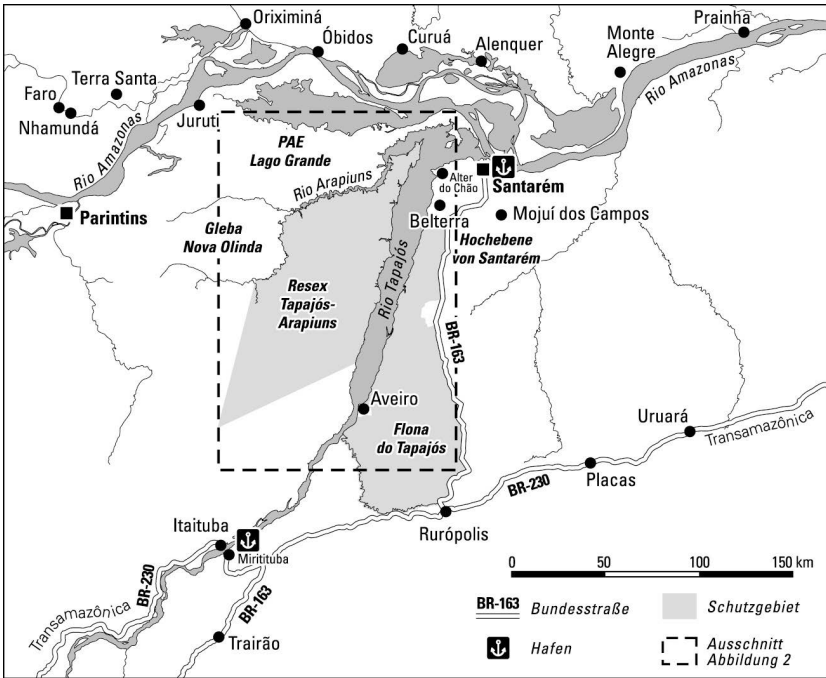 Oriximiná
Óbidos
Curuá
Alenquer
Monte
Alegre
Prainha
Terra Santa
Faro
Nhamundá
Juruti
Rio Amazonas
Rio Amazonas
PAE
Lago Grande
Rio Arapiuns
Alter
do Chão
Santarém
Parintins
Belterra
Mojuí dos Campos
Gleba
Nova Olinda
Hochebene
von Santarém
Resex
Tapajós-
Arapiuns
Rio Tapajós
BR-163
Aveiro
Flona
do Tapajós
Uruará
Transamazônica
Placas
BR-230
Rurópolis
Itaituba
Miritituba
BR-230
BR-163
Transamazônica
Trairão
0 50 100 150 km
BR-163 Bundesstraße
Schutzgebiet
Hafen
Ausschnitt
Abbildung 2